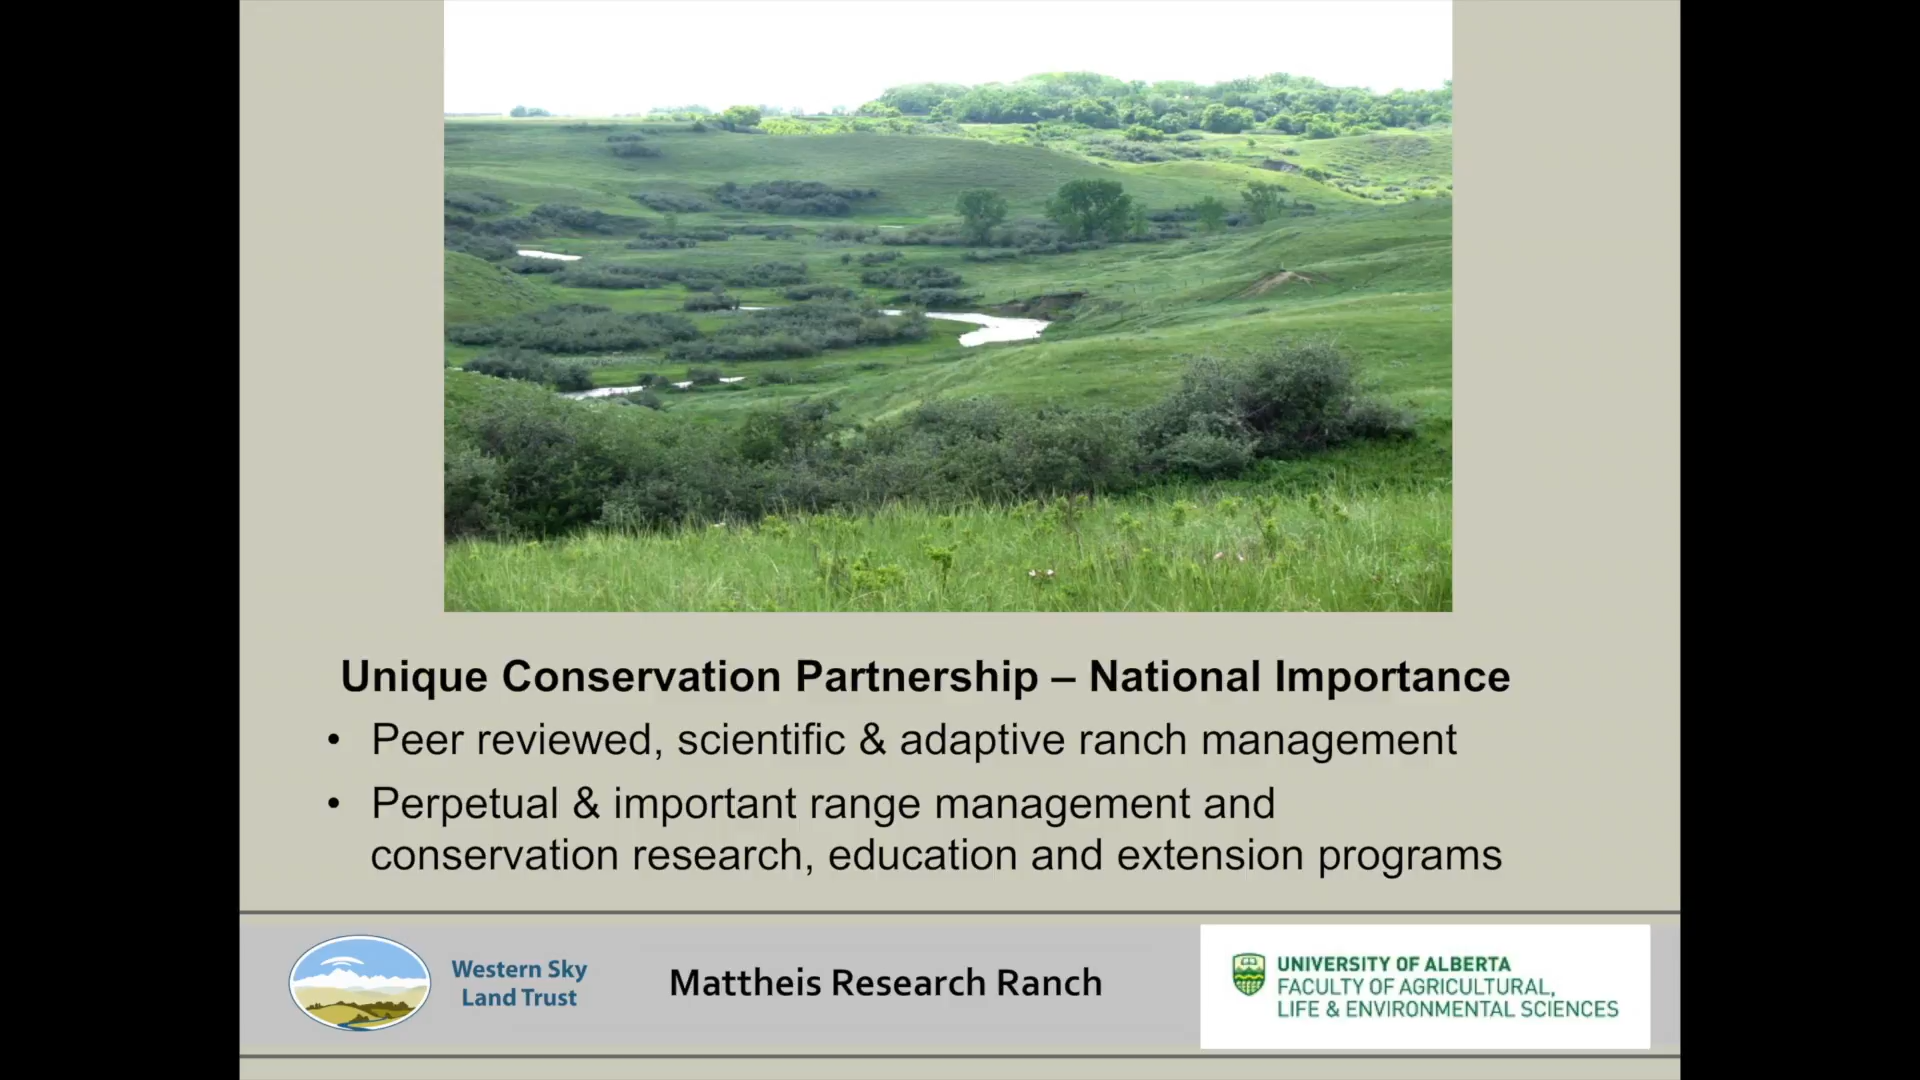 Unique Conservation Partnership – National Importance
• Peer reviewed, scientific & adaptive ranch management
• Perpetual & important range management and
conservation research, education and extension programs
Western Sky
Land Trust
Mattheis Research Ranch
UNIVERSITY OF ALBERTA
FACULTY OF AGRICULTURAL,
LIFE & ENVIRONMENTAL SCIENCES